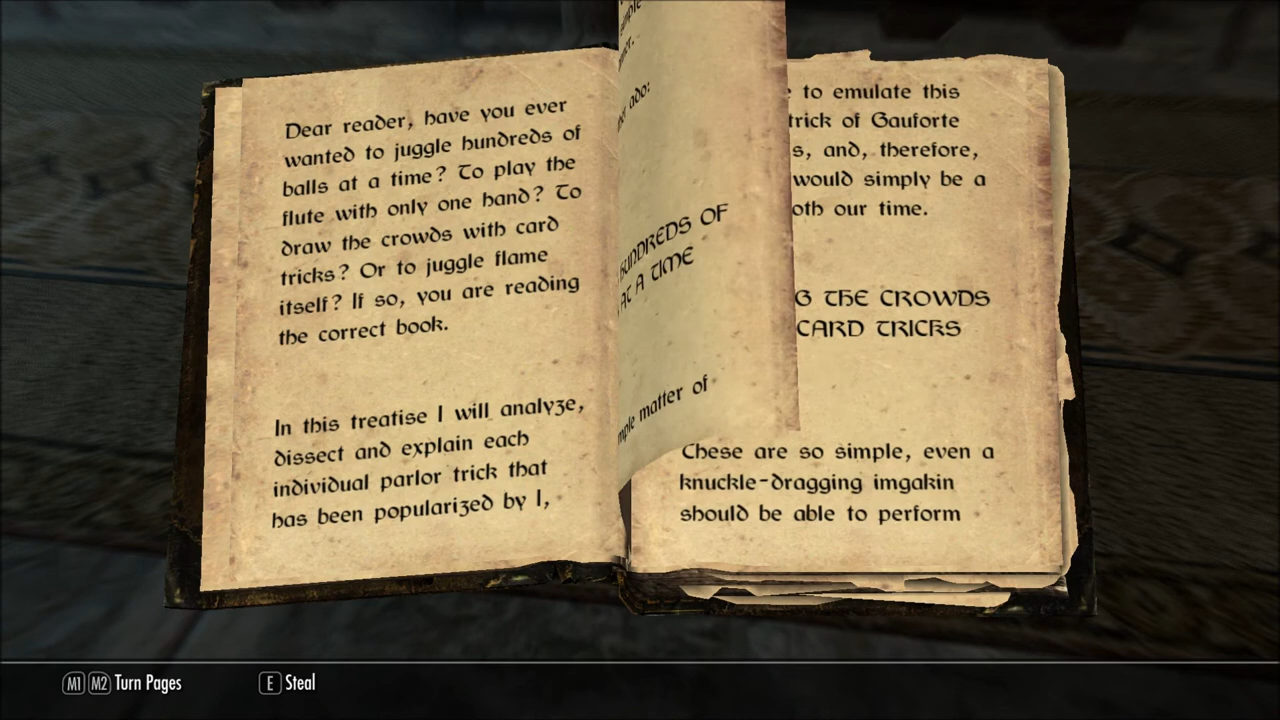 Dear reader, have you ever
wanted to juggle hundreds of
balls at a time? To play the
flute with only one hand? To
draw the crowds with card
tricks? Or to juggle flame
itself? If so, you are reading
the correct book.
In this treatise I will analyze,
dissect and explain each
individual parlor trick that
has been popularized by I,
ado:
HUNDREDS OF
AT A TIME
matter of
to emulate this
trick of Gauforte
and, therefore,
would simply be a
our time.
THE CROWDS
CARD TRICKS
These are so simple, even a
knuckle-dragging imgakin
should be able to perform
M1 M2 Turn Pages
E Steal